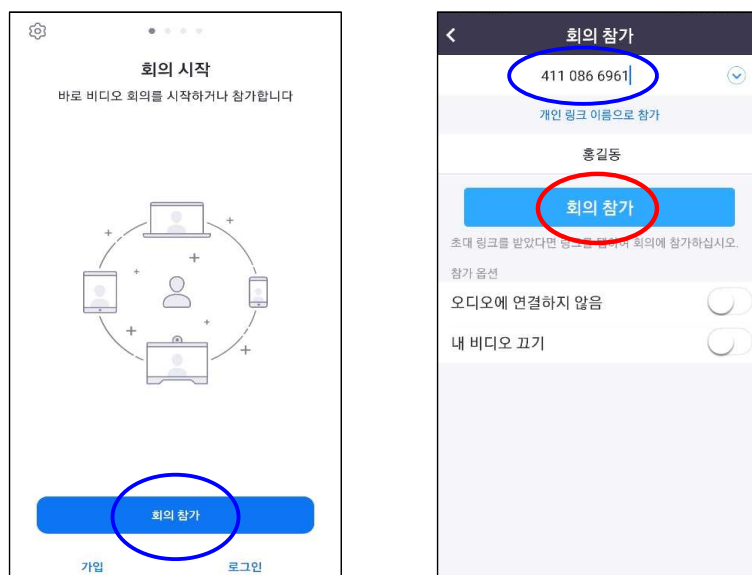 회의 시작
바로 비디오 회의를 시작하거나 참가합니다
회의 참가
가입
로그인
회의 참가
411 086 6961
개인 링크 이름으로 참가
홍길동
회의 참가
초대 링크를 받았다면 링크를 탭하여 회의에 참가하십시오.
참가 옵션
오디오에 연결하지 않음
내 비디오 끄기